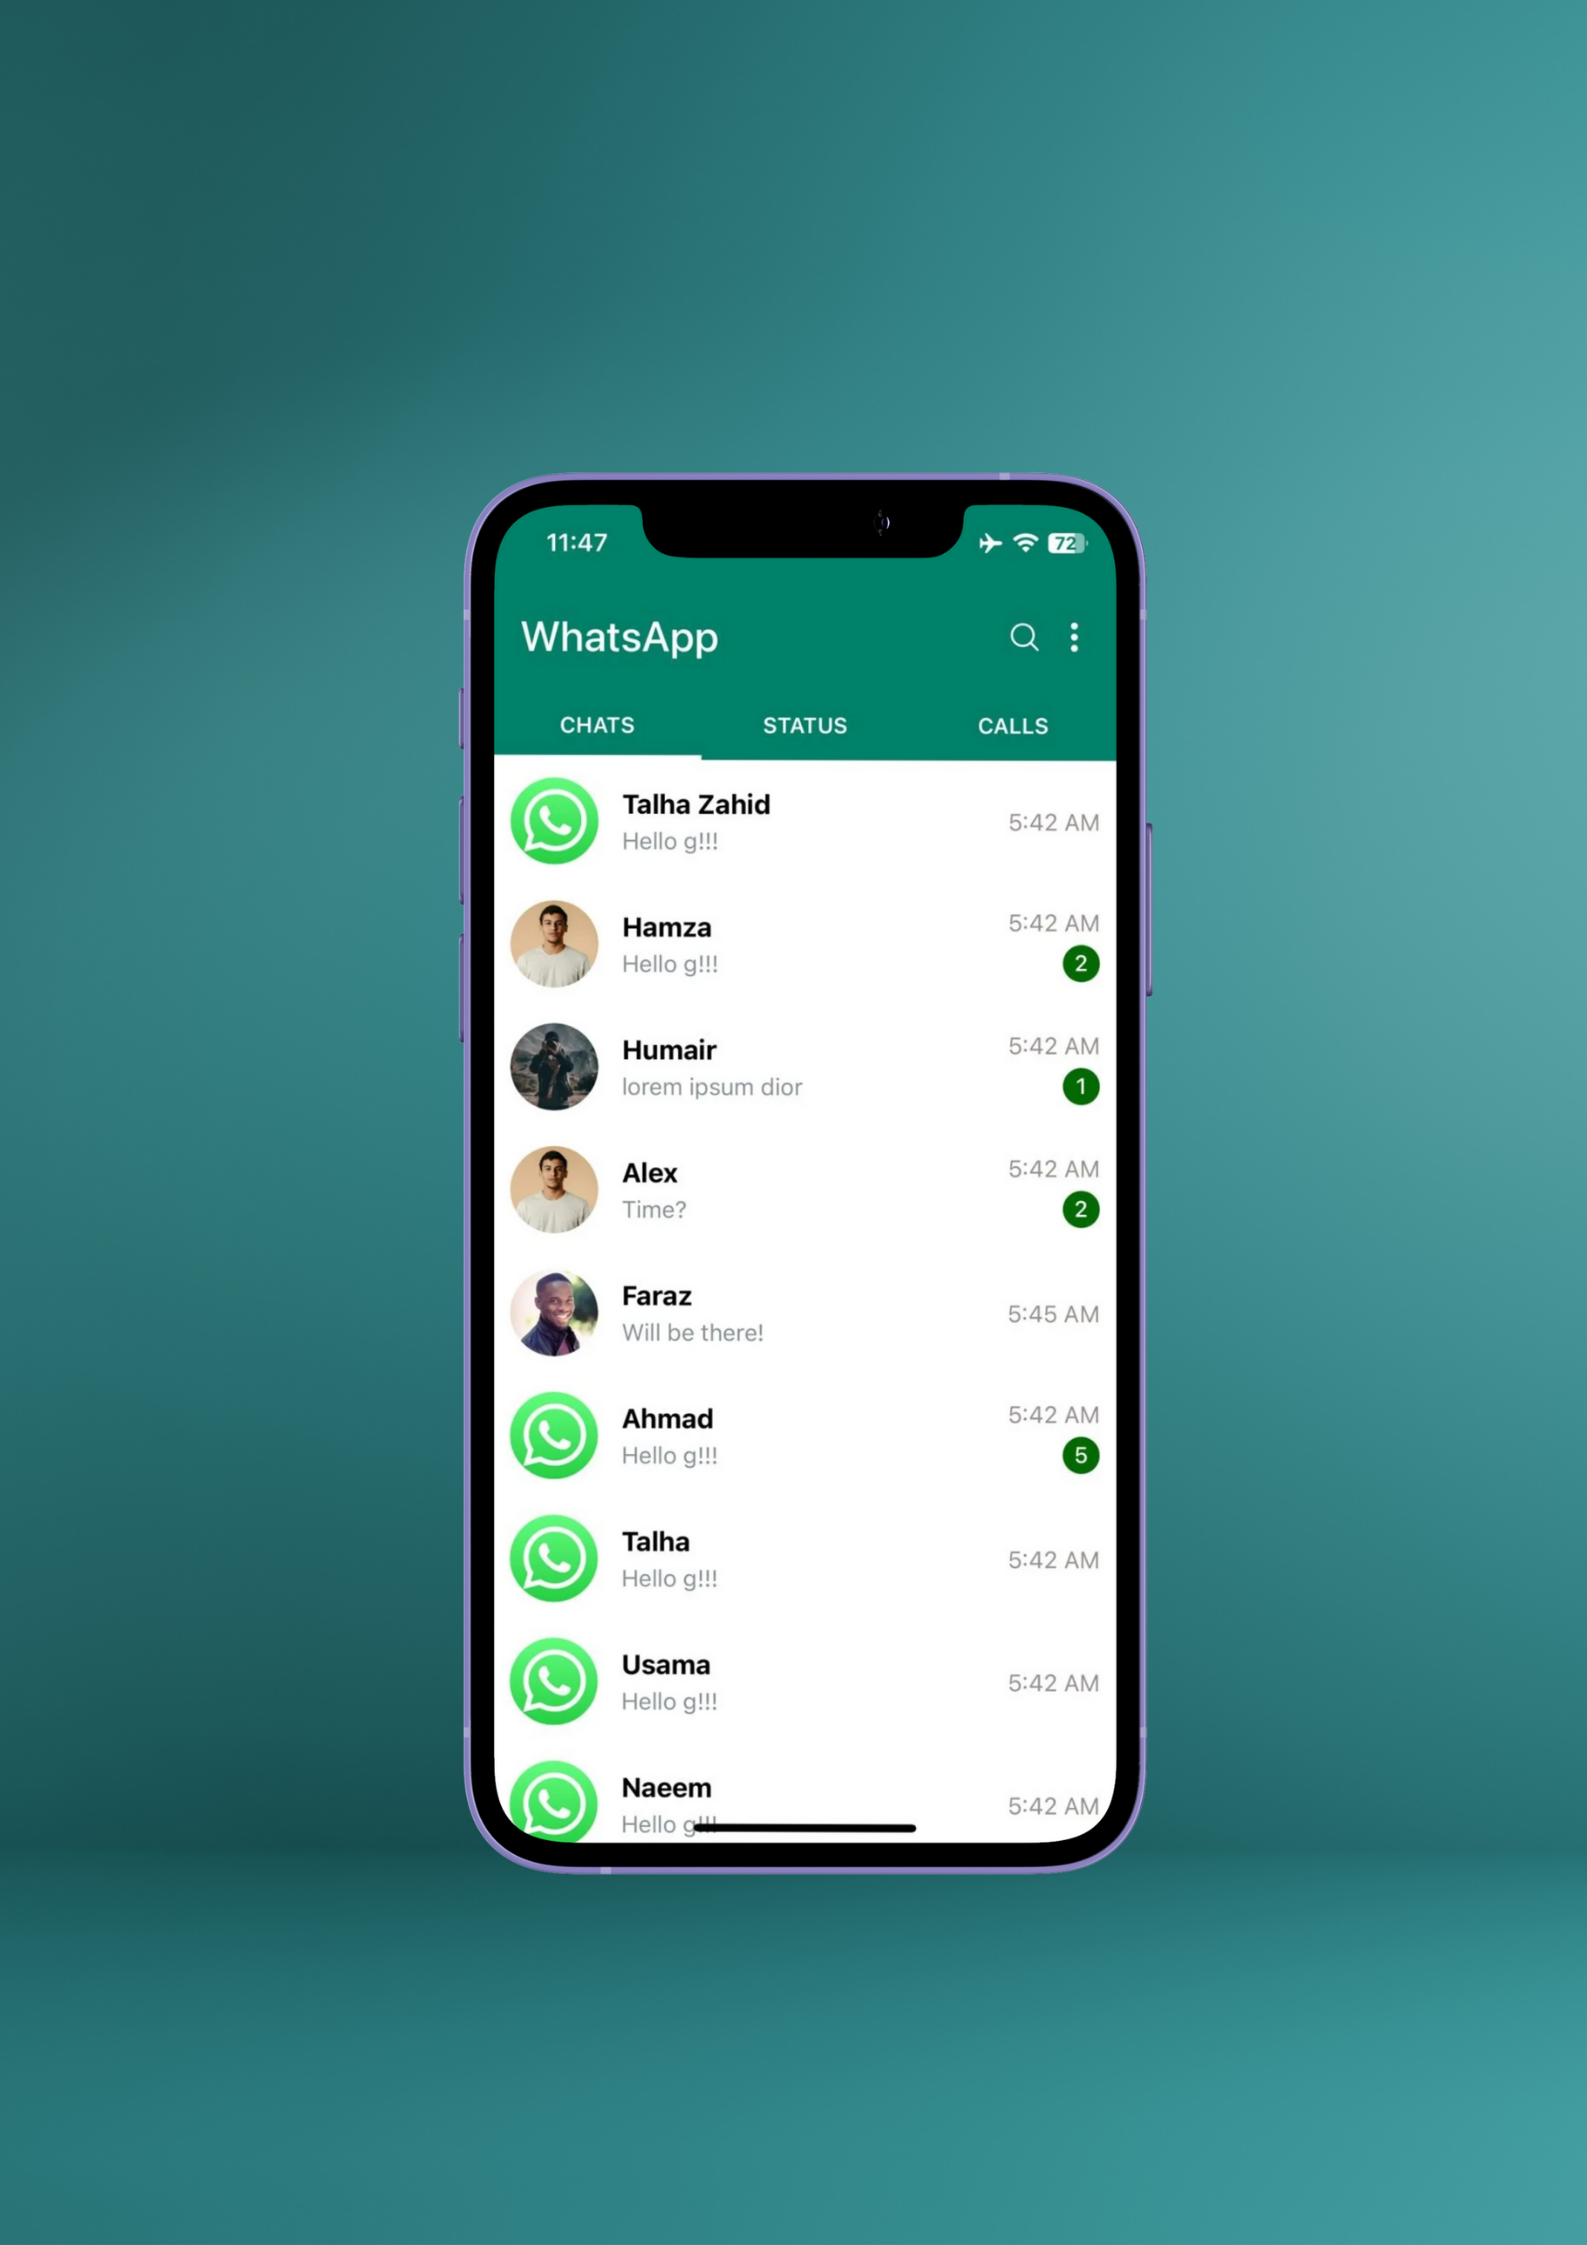 11:47
72
WhatsApp
CHATS STATUS CALLS
Talha Zahid
Hello g!!!
5:42 AM
Hamza
Hello g!!!
5:42 AM
2
Humair
lorem ipsum dior
5:42 AM
1
Alex
Time?
5:42 AM
2
Faraz
Will be there!
5:45 AM
Ahmad
Hello g!!!
5:42 AM
5
Talha
Hello g!!!
5:42 AM
Usama
Hello g!!!
5:42 AM
Naeem
Hello g!!!
5:42 AM